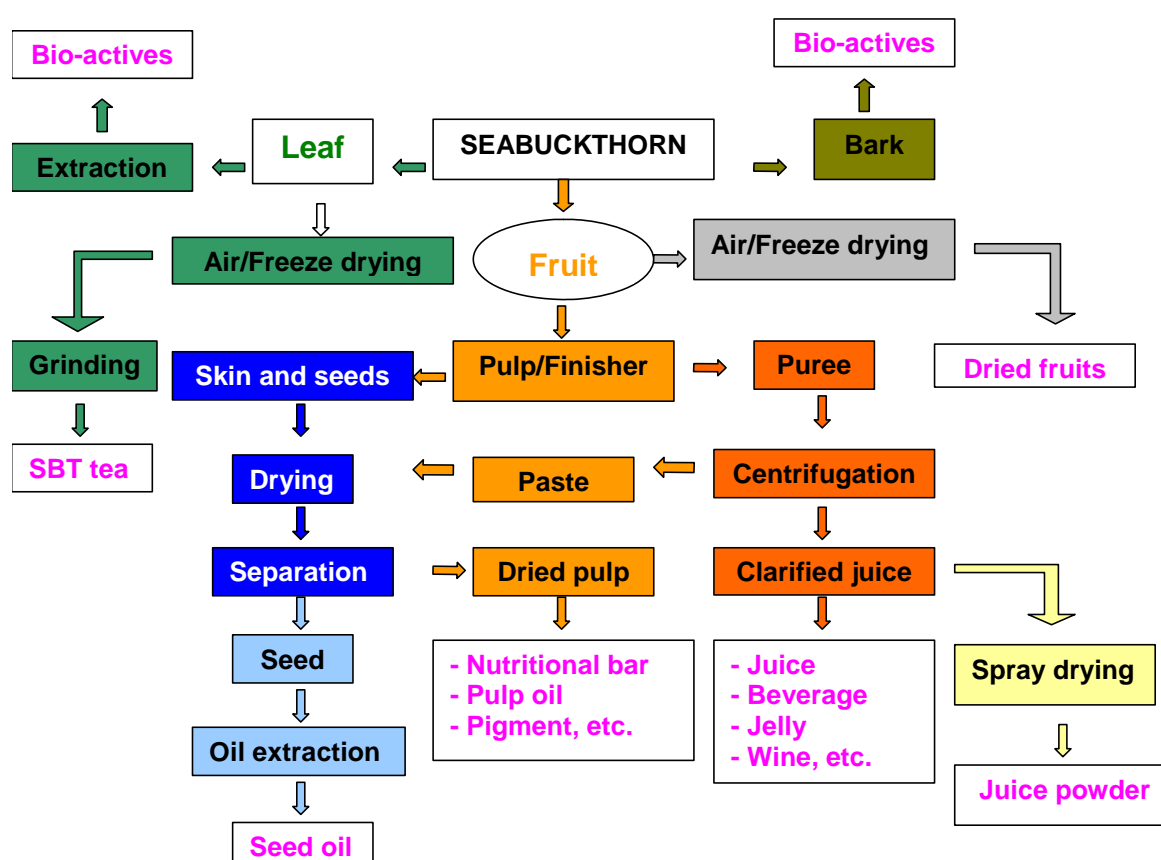 Bio-actives
Bio-actives
Leaf
SEABUCKTHORN
Bark
Extraction
Air/Freeze drying
Fruit
Air/Freeze drying
Grinding
Skin and seeds
Pulp/Finisher
Puree
Dried fruits
SBT tea
Drying
Paste
Centrifugation
Separation
Dried pulp
Clarified juice
Seed
- Nutritional bar
- Pulp oil
- Pigment, etc.
- Juice
- Beverage
- Jelly
- Wine, etc.
Spray drying
Oil extraction
Juice powder
Seed oil